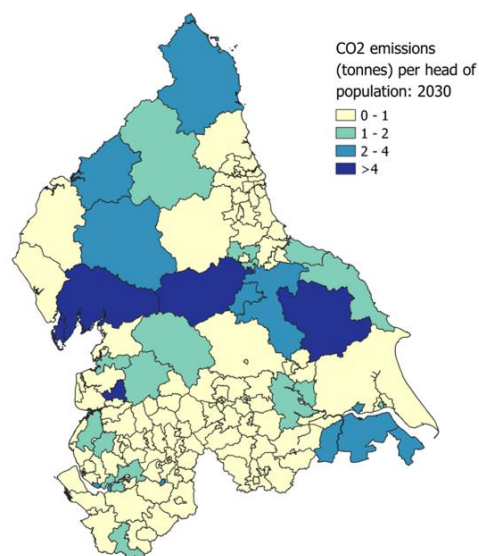 CO2 emissions
(tonnes) per head of
population: 2030
0 - 1
1 - 2
2 - 4
>4